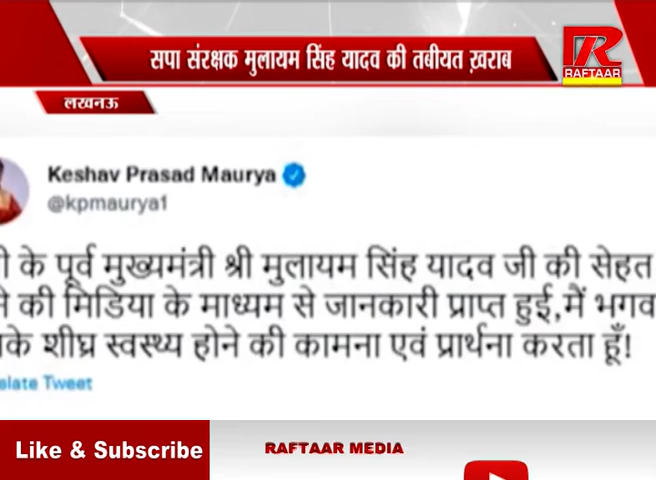 सपा संरक्षक मुलायम सिंह यादव की तबीयत ख़राब
RAFTAAR
लखनऊ
Keshav Prasad Maurya
@kpmaurya1
के पूर्व मुख्यमंत्री श्री मुलायम सिंह यादव जी की सेहत
की मिडिया के माध्यम से जानकारी प्राप्त हुई,मैं भगव
के शीघ्र स्वस्थ्य होने की कामना एवं प्रार्थना करता हूँ!
slate Tweet
Like & Subscribe
RAFTAAR MEDIA